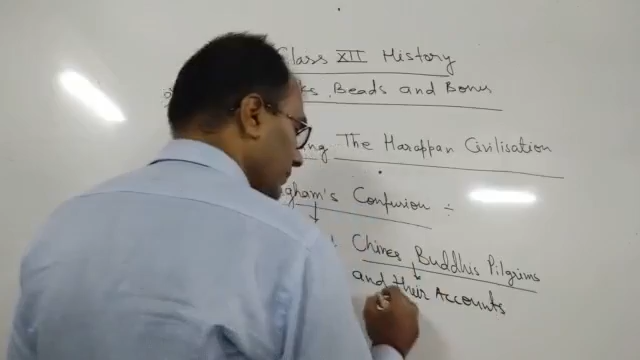 Class XII History
Beads and Bones
The Harappan Civilisation
Confusion ÷
Chines Buddhis Pilgrims
and their Accounts